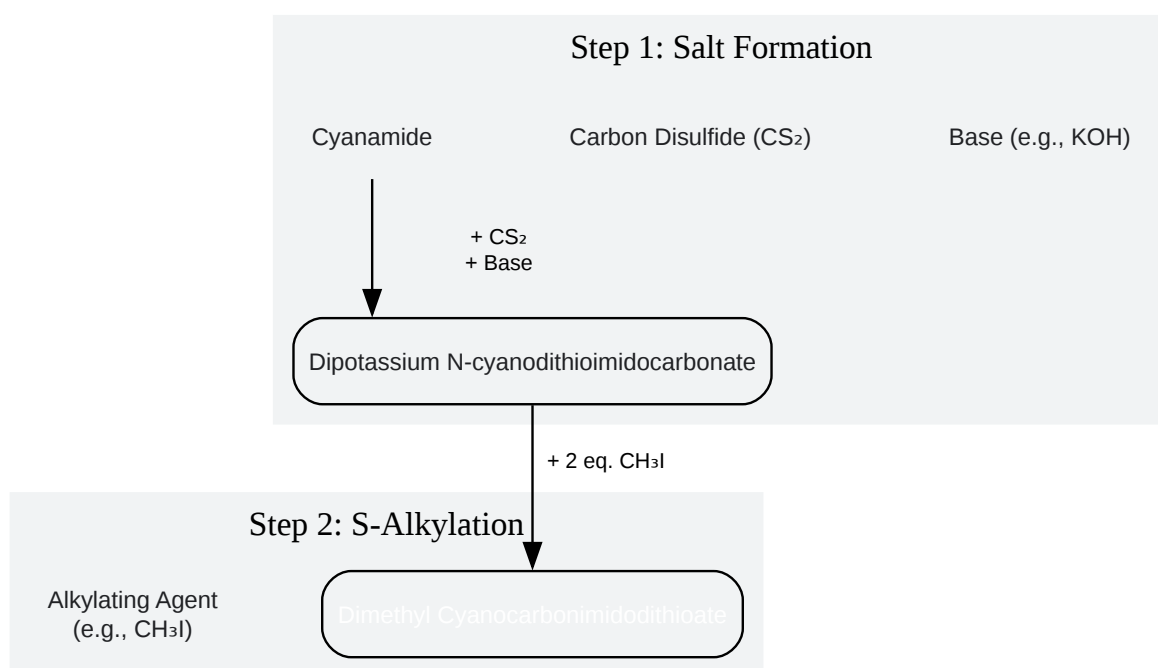 Step 1: Salt Formation
Cyanamide
Carbon Disulfide (CS₂)
Base (e.g., KOH)
+ CS₂
+ Base
Dipotassium N-cyanodithioimidocarbonate
+ 2 eq. CH₃I
Step 2: S-Alkylation
Alkylating Agent
(e.g., CH₃I)
Dimethyl Cyanocarbonimidodithioate